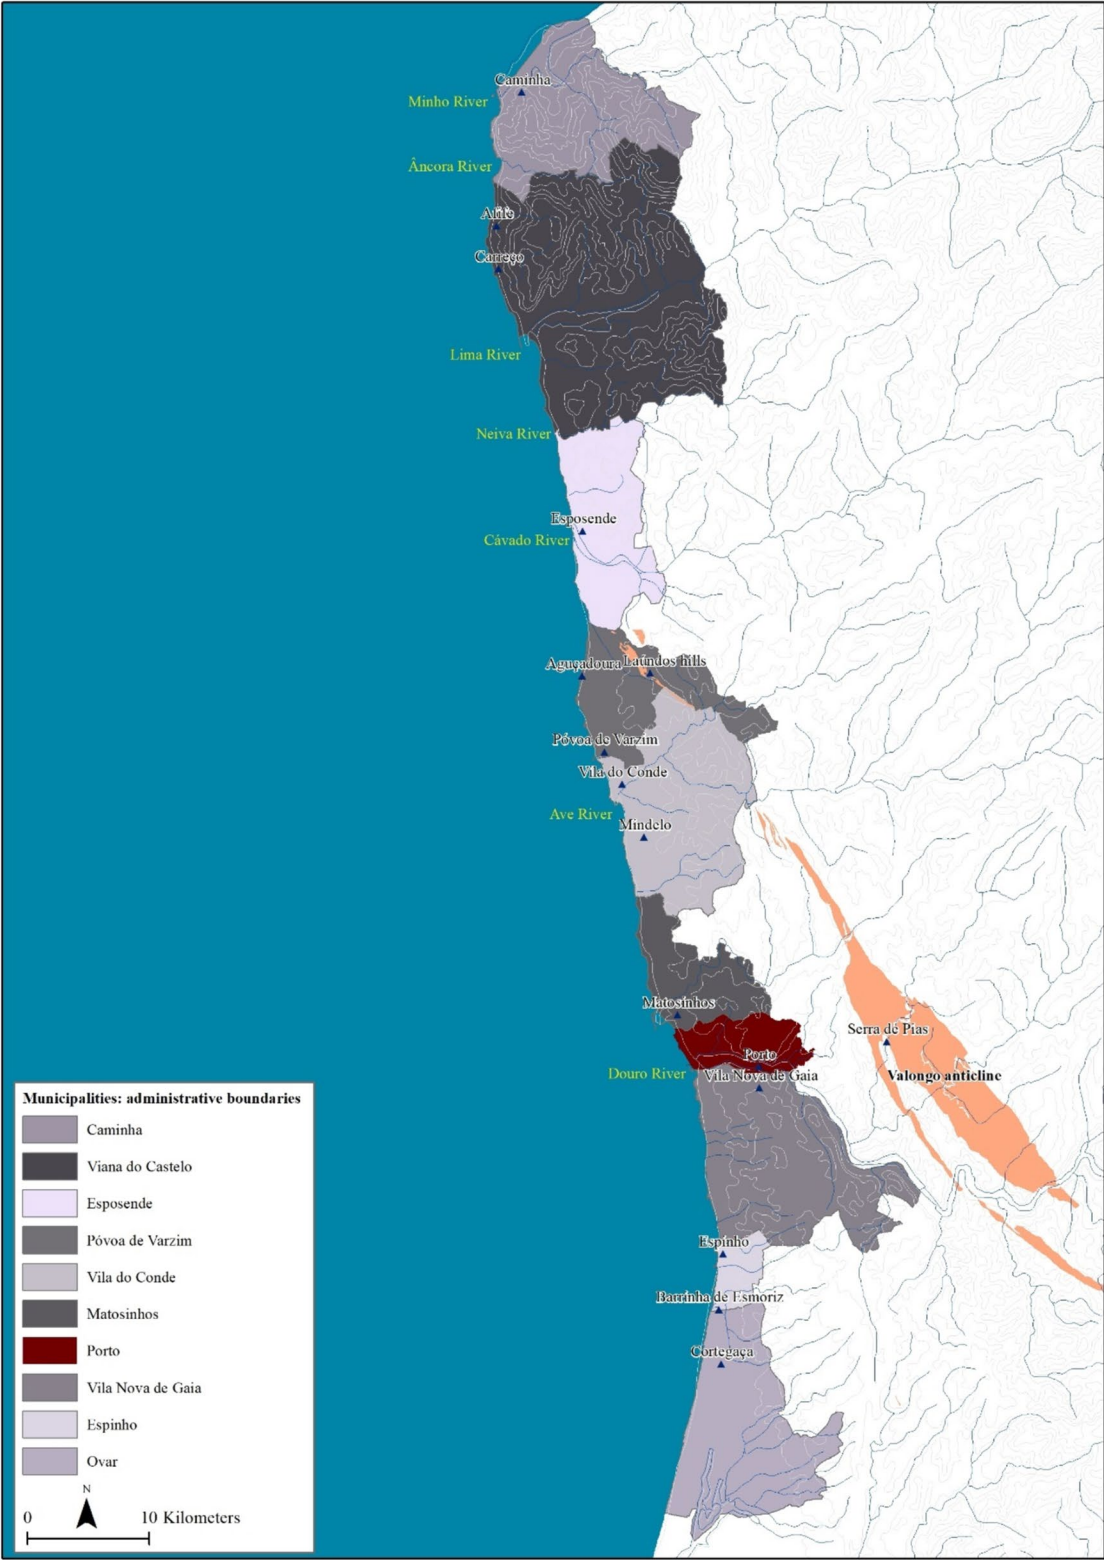 Caminha
Minho River
Âncora River
Afife
Carreço
Lima River
Neiva River
Esposende
Cávado River
Aguçadoura
Laúndos hills
Póvoa de Varzim
Vila do Conde
Ave River
Mindelo
Matosinhos
Serra de Pias
Porto
Douro River
Vila Nova de Gaia
Valongo anticline
Espinho
Barrinha de Esmoriz
Cortegaça
Municipalities: administrative boundaries
Caminha
Viana do Castelo
Esposende
Póvoa de Varzim
Vila do Conde
Matosinhos
Porto
Vila Nova de Gaia
Espinho
Ovar
N
0 10 Kilometers